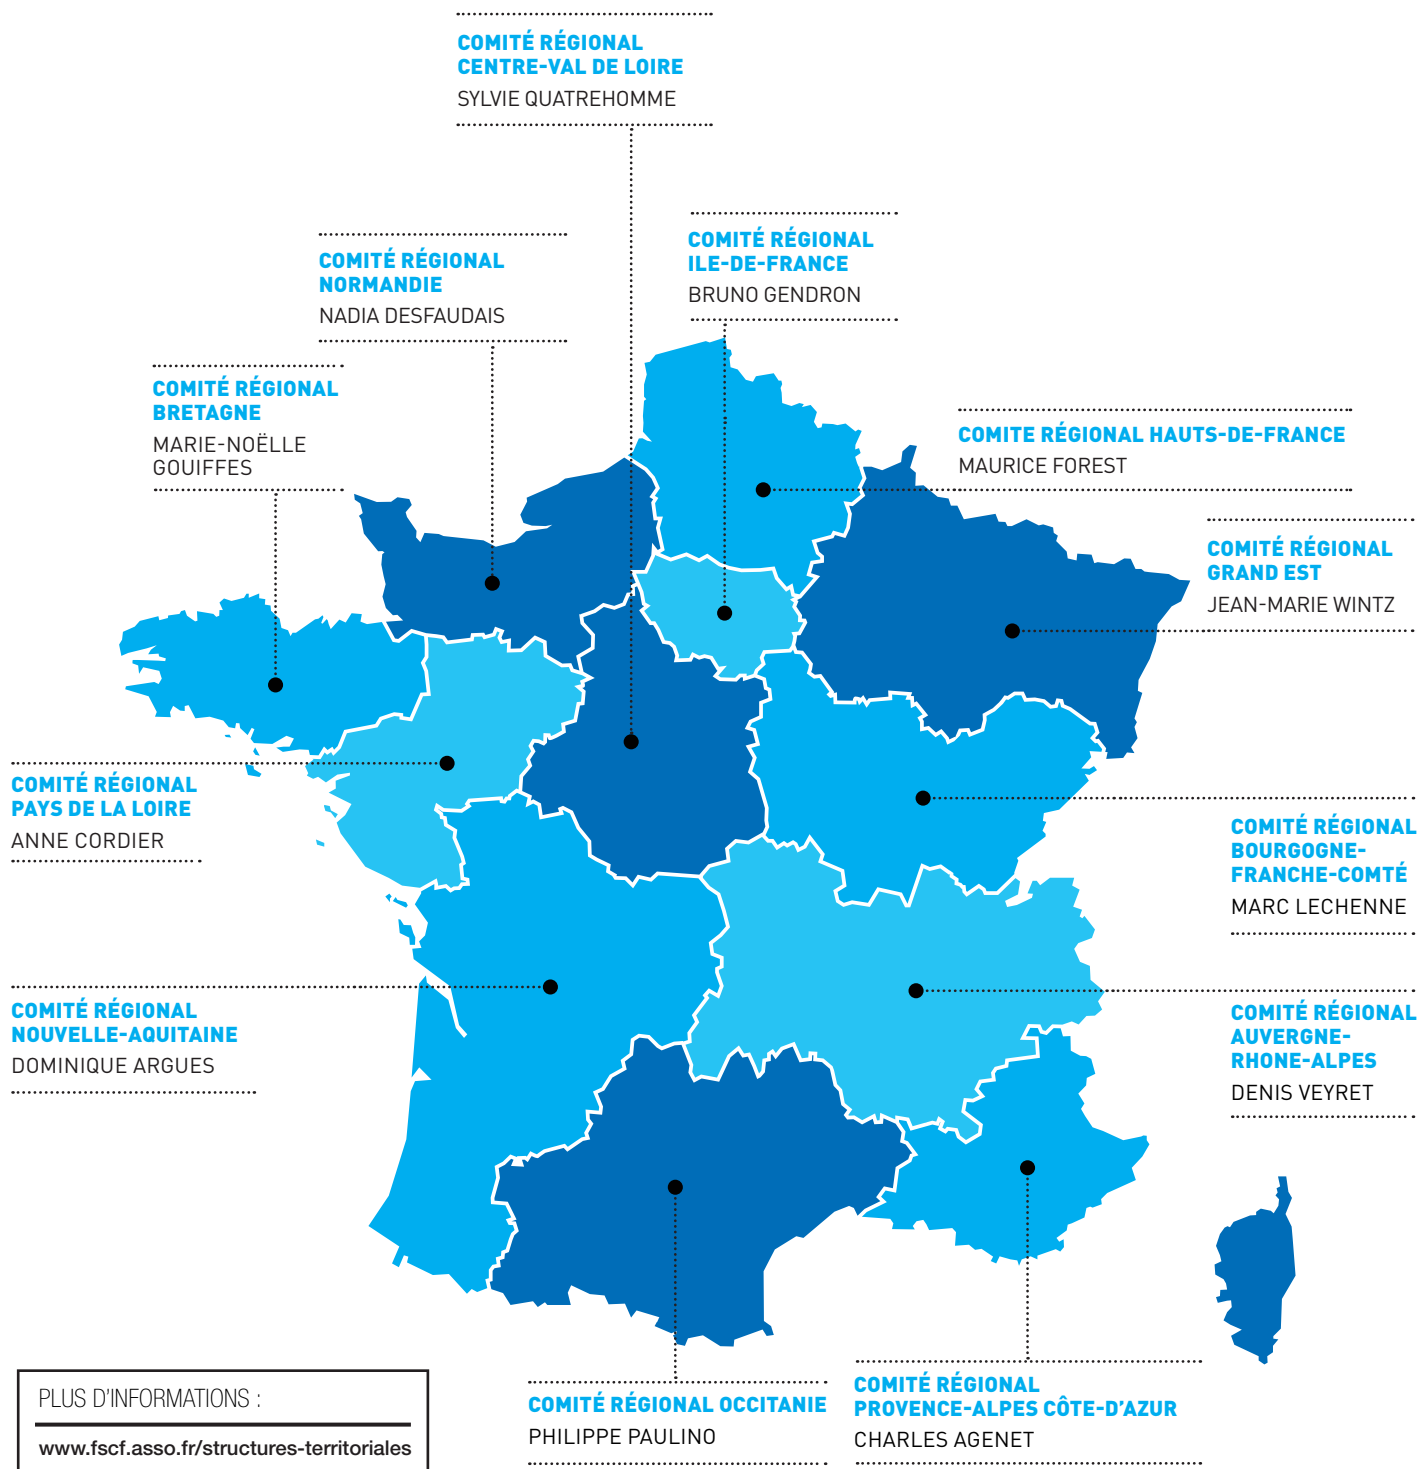 COMITÉ RÉGIONAL
CENTRE-VAL DE LOIRE
SYLVIE QUATREHOMME
COMITÉ RÉGIONAL
ILE-DE-FRANCE
BRUNO GENDRON
COMITÉ RÉGIONAL
NORMANDIE
NADIA DESFAUDAIS
COMITÉ RÉGIONAL
BRETAGNE
MARIE-NOËLLE
GOUIFFES
COMITE RÉGIONAL HAUTS-DE-FRANCE
MAURICE FOREST
COMITÉ RÉGIONAL
GRAND EST
JEAN-MARIE WINTZ
COMITÉ RÉGIONAL
PAYS DE LA LOIRE
ANNE CORDIER
COMITÉ RÉGIONAL
BOURGOGNE-
FRANCHE-COMTÉ
MARC LECHENNE
COMITÉ RÉGIONAL
NOUVELLE-AQUITAINE
DOMINIQUE ARGUES
COMITÉ RÉGIONAL
AUVERGNE-
RHONE-ALPES
DENIS VEYRET
COMITÉ RÉGIONAL OCCITANIE
PHILIPPE PAULINO
COMITÉ RÉGIONAL
PROVENCE-ALPES CÔTE-D'AZUR
CHARLES AGENET
PLUS D'INFORMATIONS :
www.fscf.asso.fr/structures-territoriales